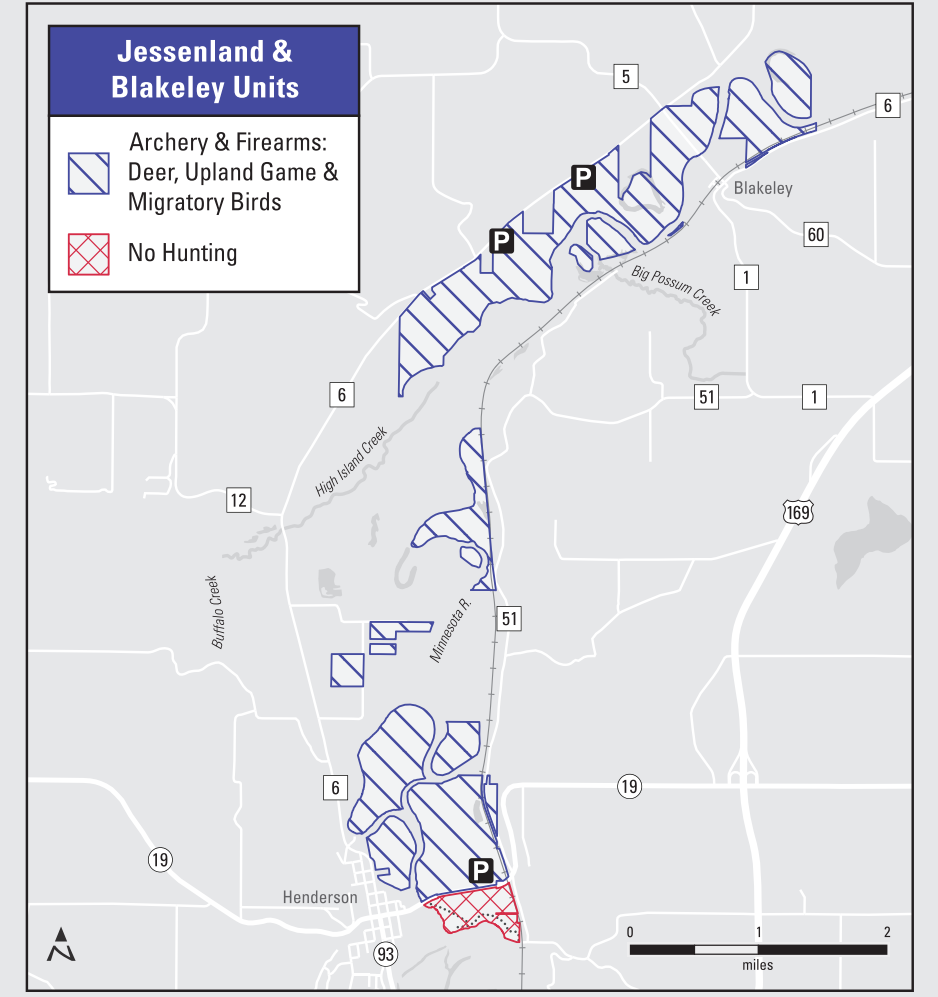 Jessenland &
Blakeley Units
Archery & Firearms:
Deer, Upland Game &
Migratory Birds
No Hunting
5
6
P
Blakeley
60
P
1
Big Possum Creek
6
51
1
High Island Creek
12
169
Buffalo Creek
Minnesota R.
51
6
19
19
P
Henderson
93
N
0 1 2
miles